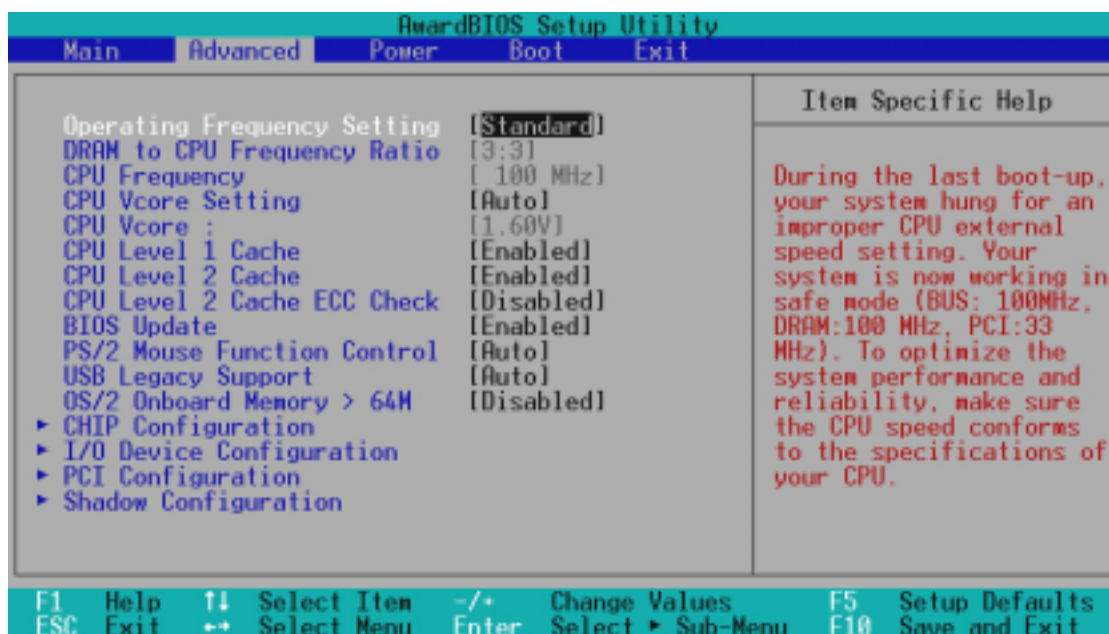 AwardBIOS Setup Utility
Main Advanced Power Boot Exit
Item Specific Help
Operating Frequency Setting [Standard]
DRAM to CPU Frequency Ratio [3:3]
CPU Frequency [ 100 MHz]
CPU Vcore Setting [Auto]
CPU Vcore : [1.60V]
CPU Level 1 Cache [Enabled]
CPU Level 2 Cache [Enabled]
CPU Level 2 Cache ECC Check [Disabled]
BIOS Update [Enabled]
PS/2 Mouse Function Control [Auto]
USB Legacy Support [Auto]
OS/2 Onboard Memory > 64M [Disabled]
► CHIP Configuration
► I/O Device Configuration
► PCI Configuration
► Shadow Configuration
During the last boot-up,
your system hung for an
improper CPU external
speed setting. Your
system is now working in
safe mode (BUS: 100MHz,
DRAM:100 MHz, PCI:33
MHz). To optimize the
system performance and
reliability, make sure
the CPU speed conforms
to the specifications of
your CPU.
F1 Help ↑↓ Select Item -/+ Change Values F5 Setup Defaults
ESC Exit ←→ Select Menu Enter Select ► Sub-Menu F10 Save and Exit